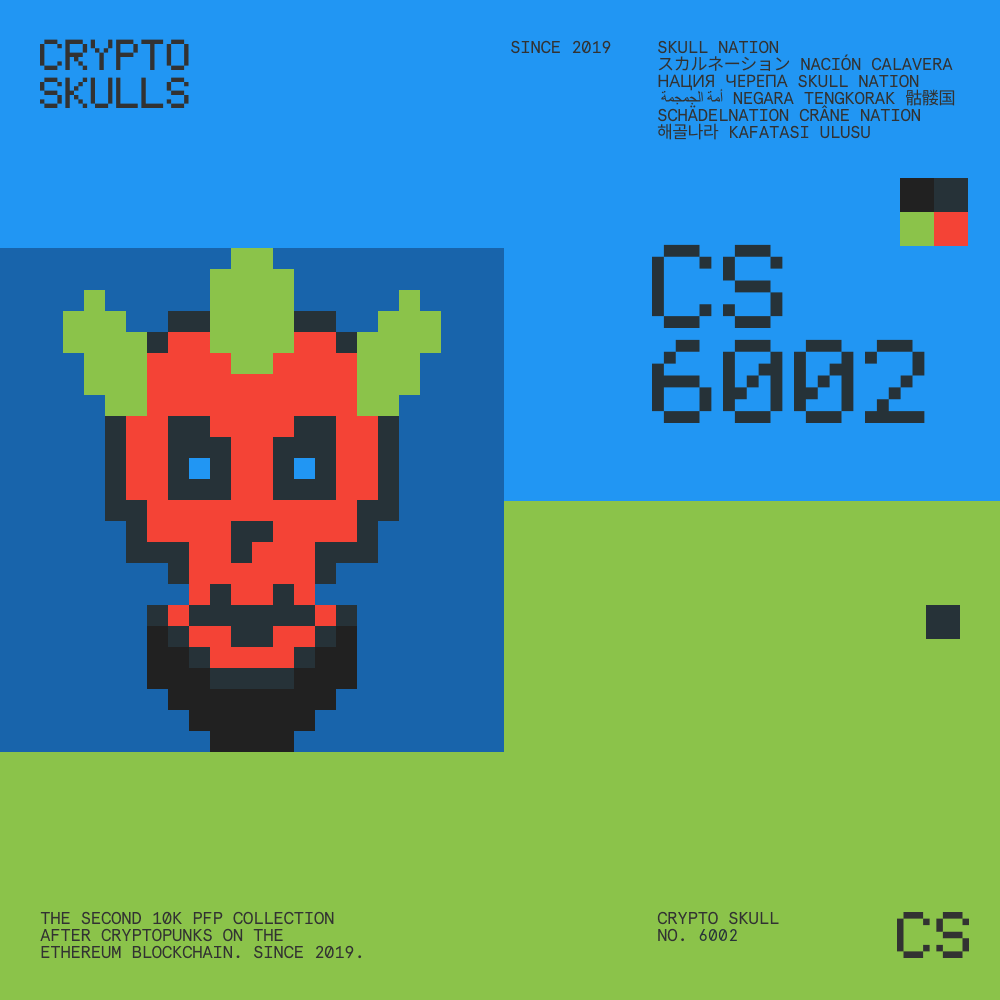 CRYPTO
SKULLS
SINCE 2019
SKULL NATION
スカルネーション NACIÓN CALAVERA
НАЦИЯ ЧЕРЕПА SKULL NATION
أمة الجمجمة NEGARA TENGKORAK 骷髅国
SCHÄDELNATION CRÂNE NATION
해골나라 KAFATASI ULUSU
CS
6002
THE SECOND 10K PFP COLLECTION
AFTER CRYPTOPUNKS ON THE
ETHEREUM BLOCKCHAIN. SINCE 2019.
CRYPTO SKULL
NO. 6002
CS